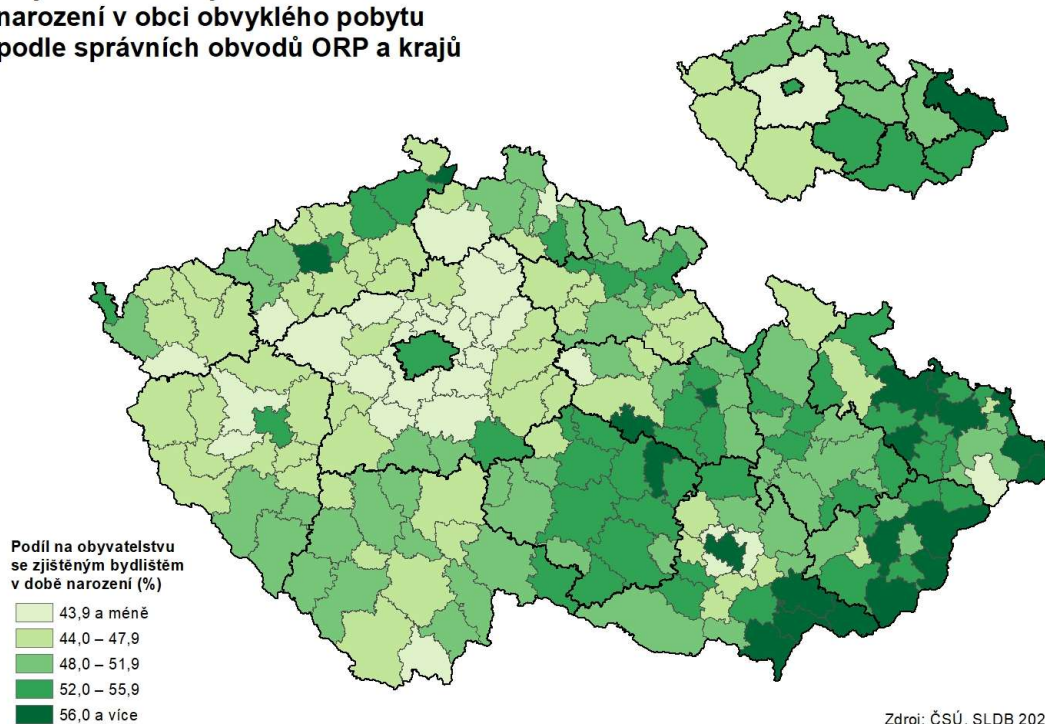 narození v obci obvyklého pobytu
podle správních obvodů ORP a krajů
Podíl na obyvatelstvu
se zjištěným bydlištěm
v době narození (%)
43,9 a méně
44,0 – 47,9
48,0 – 51,9
52,0 – 55,9
56,0 a více
Zdroj: ČSÚ, SLDB 202